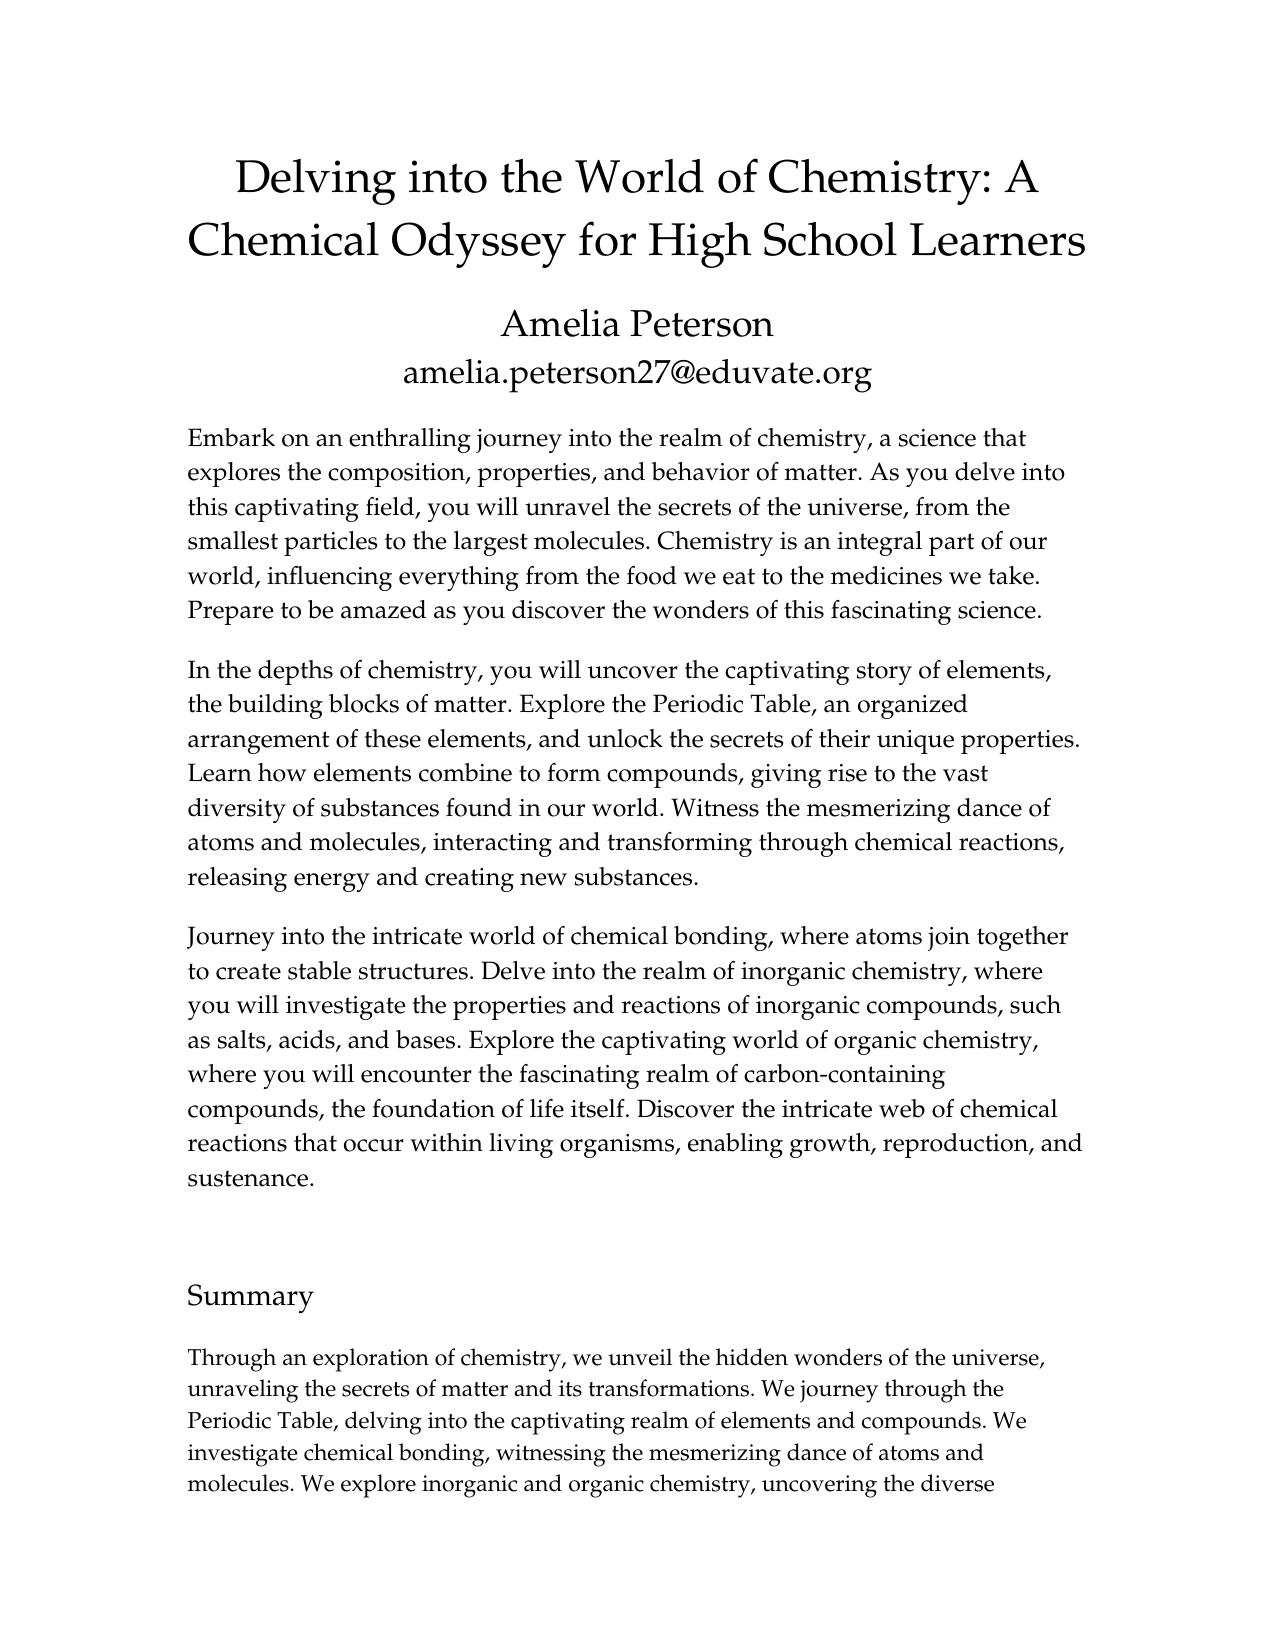 Delving into the World of Chemistry: A
Chemical Odyssey for High School Learners
Amelia Peterson
amelia.peterson27@eduvate.org
Embark on an enthralling journey into the realm of chemistry, a science that
explores the composition, properties, and behavior of matter. As you delve into
this captivating field, you will unravel the secrets of the universe, from the
smallest particles to the largest molecules. Chemistry is an integral part of our
world, influencing everything from the food we eat to the medicines we take.
Prepare to be amazed as you discover the wonders of this fascinating science.
In the depths of chemistry, you will uncover the captivating story of elements,
the building blocks of matter. Explore the Periodic Table, an organized
arrangement of these elements, and unlock the secrets of their unique properties.
Learn how elements combine to form compounds, giving rise to the vast
diversity of substances found in our world. Witness the mesmerizing dance of
atoms and molecules, interacting and transforming through chemical reactions,
releasing energy and creating new substances.
Journey into the intricate world of chemical bonding, where atoms join together
to create stable structures. Delve into the realm of inorganic chemistry, where
you will investigate the properties and reactions of inorganic compounds, such
as salts, acids, and bases. Explore the captivating world of organic chemistry,
where you will encounter the fascinating realm of carbon-containing
compounds, the foundation of life itself. Discover the intricate web of chemical
reactions that occur within living organisms, enabling growth, reproduction, and
sustenance.
Summary
Through an exploration of chemistry, we unveil the hidden wonders of the universe,
unraveling the secrets of matter and its transformations. We journey through the
Periodic Table, delving into the captivating realm of elements and compounds. We
investigate chemical bonding, witnessing the mesmerizing dance of atoms and
molecules. We explore inorganic and organic chemistry, uncovering the diverse